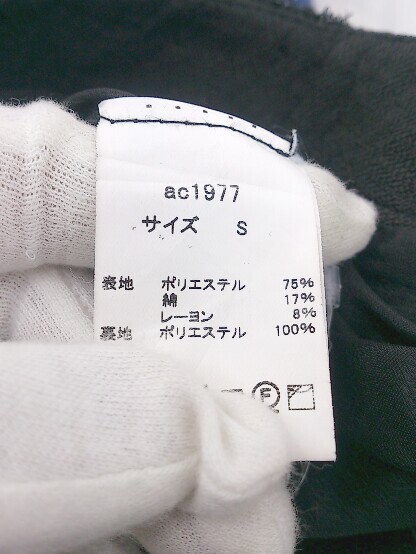 ac1977
サイズ S
表地 ポリエステル 75%
綿 17%
レーヨン 8%
裏地 ポリエステル 100%
F